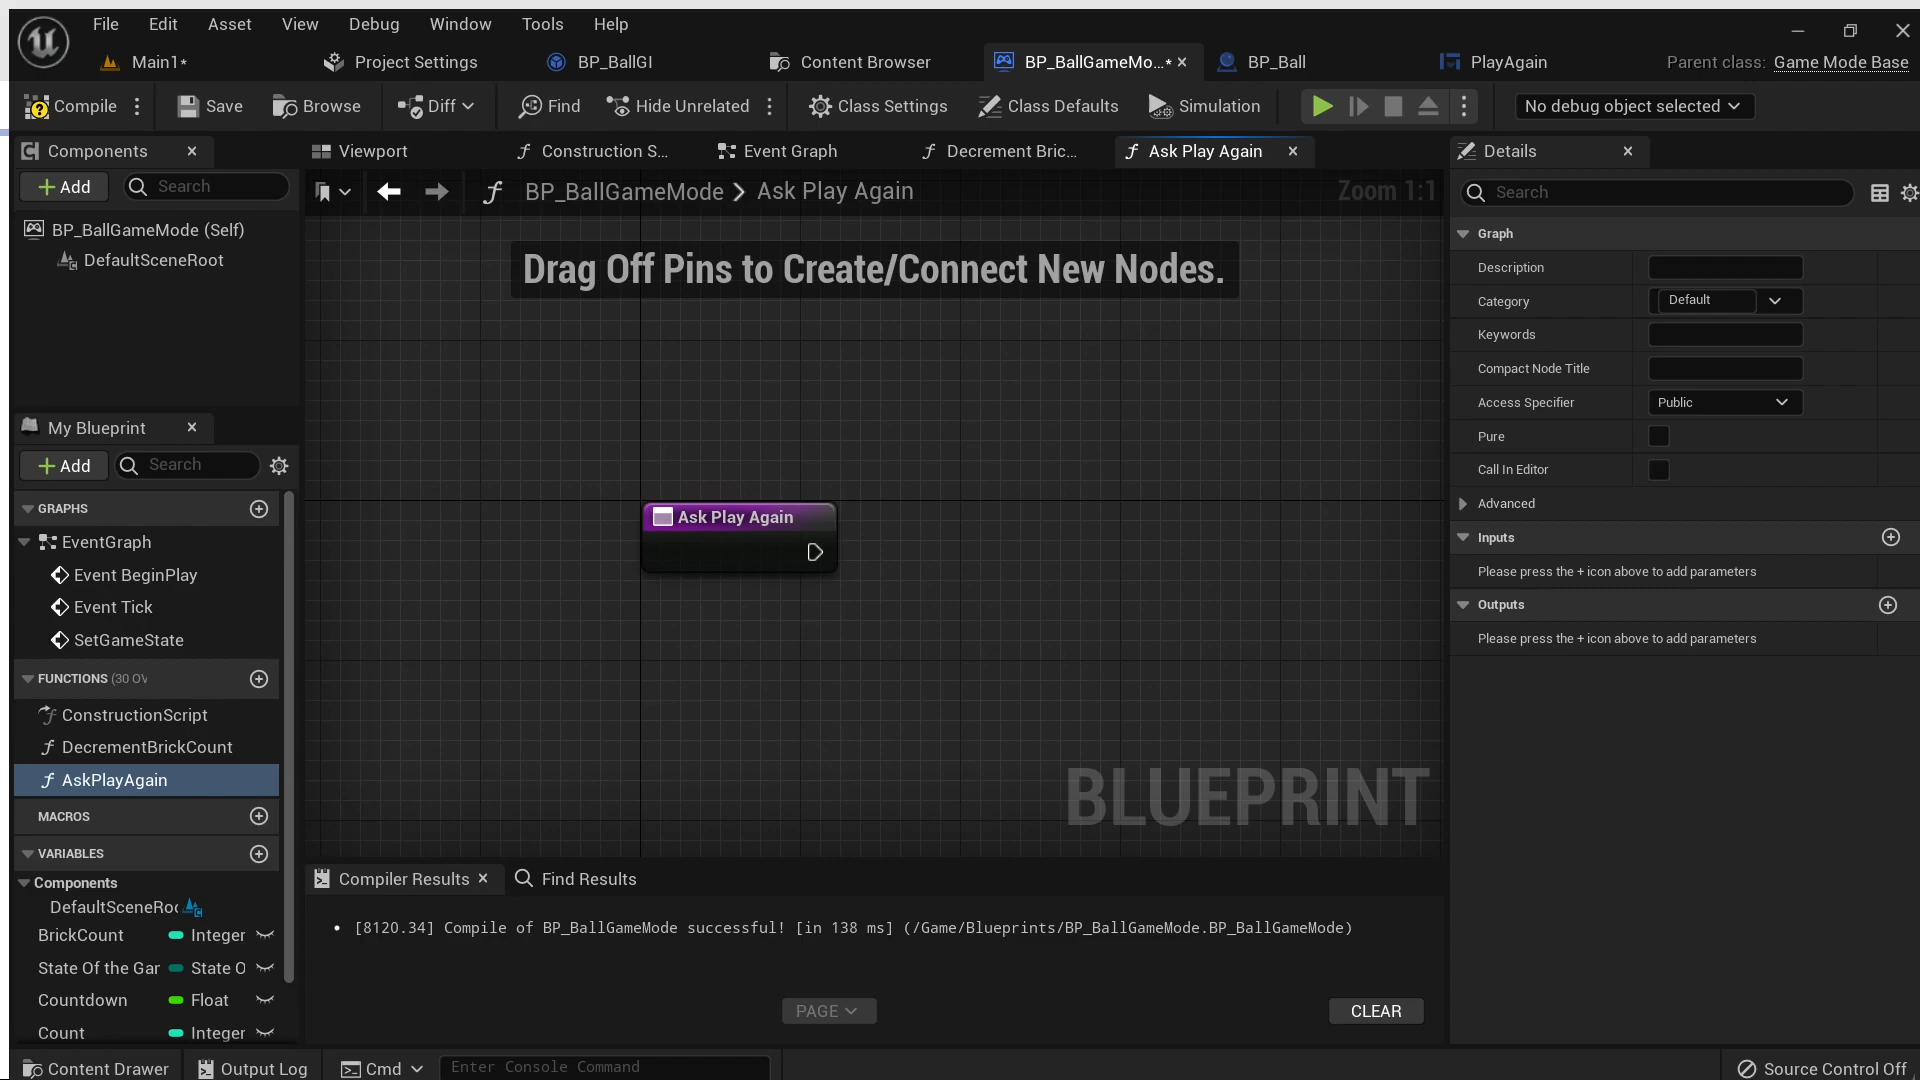 File Edit Asset View Debug Window Tools Help
Main1* Project Settings BP_BallGI Content Browser BP_BallGameMo...* BP_Ball PlayAgain Parent class: Game Mode Base
Compile Save Browse Diff Find Hide Unrelated Class Settings Class Defaults Simulation No debug object selected
Components
Add Search
BP_BallGameMode (Self)
DefaultSceneRoot
My Blueprint
Add Search
GRAPHS
EventGraph
Event BeginPlay
Event Tick
SetGameState
FUNCTIONS (30 OV
ConstructionScript
DecrementBrickCount
AskPlayAgain
MACROS
VARIABLES
Components
DefaultSceneRoo
BrickCount Integer
State Of the Gar State O
Countdown Float
Count Integer
Viewport Construction S... Event Graph Decrement Bric... Ask Play Again
BP_BallGameMode > Ask Play Again Zoom 1:1
Drag Off Pins to Create/Connect New Nodes.
Ask Play Again
BLUEPRINT
Compiler Results Find Results
• [8120.34] Compile of BP_BallGameMode successful! [in 138 ms] (/Game/Blueprints/BP_BallGameMode.BP_BallGameMode)
PAGE CLEAR
Details
Search
Graph
Description
Category Default
Keywords
Compact Node Title
Access Specifier Public
Pure
Call In Editor
Advanced
Inputs
Please press the + icon above to add parameters
Outputs
Please press the + icon above to add parameters
Content Drawer Output Log Cmd Enter Console Command Source Control Off